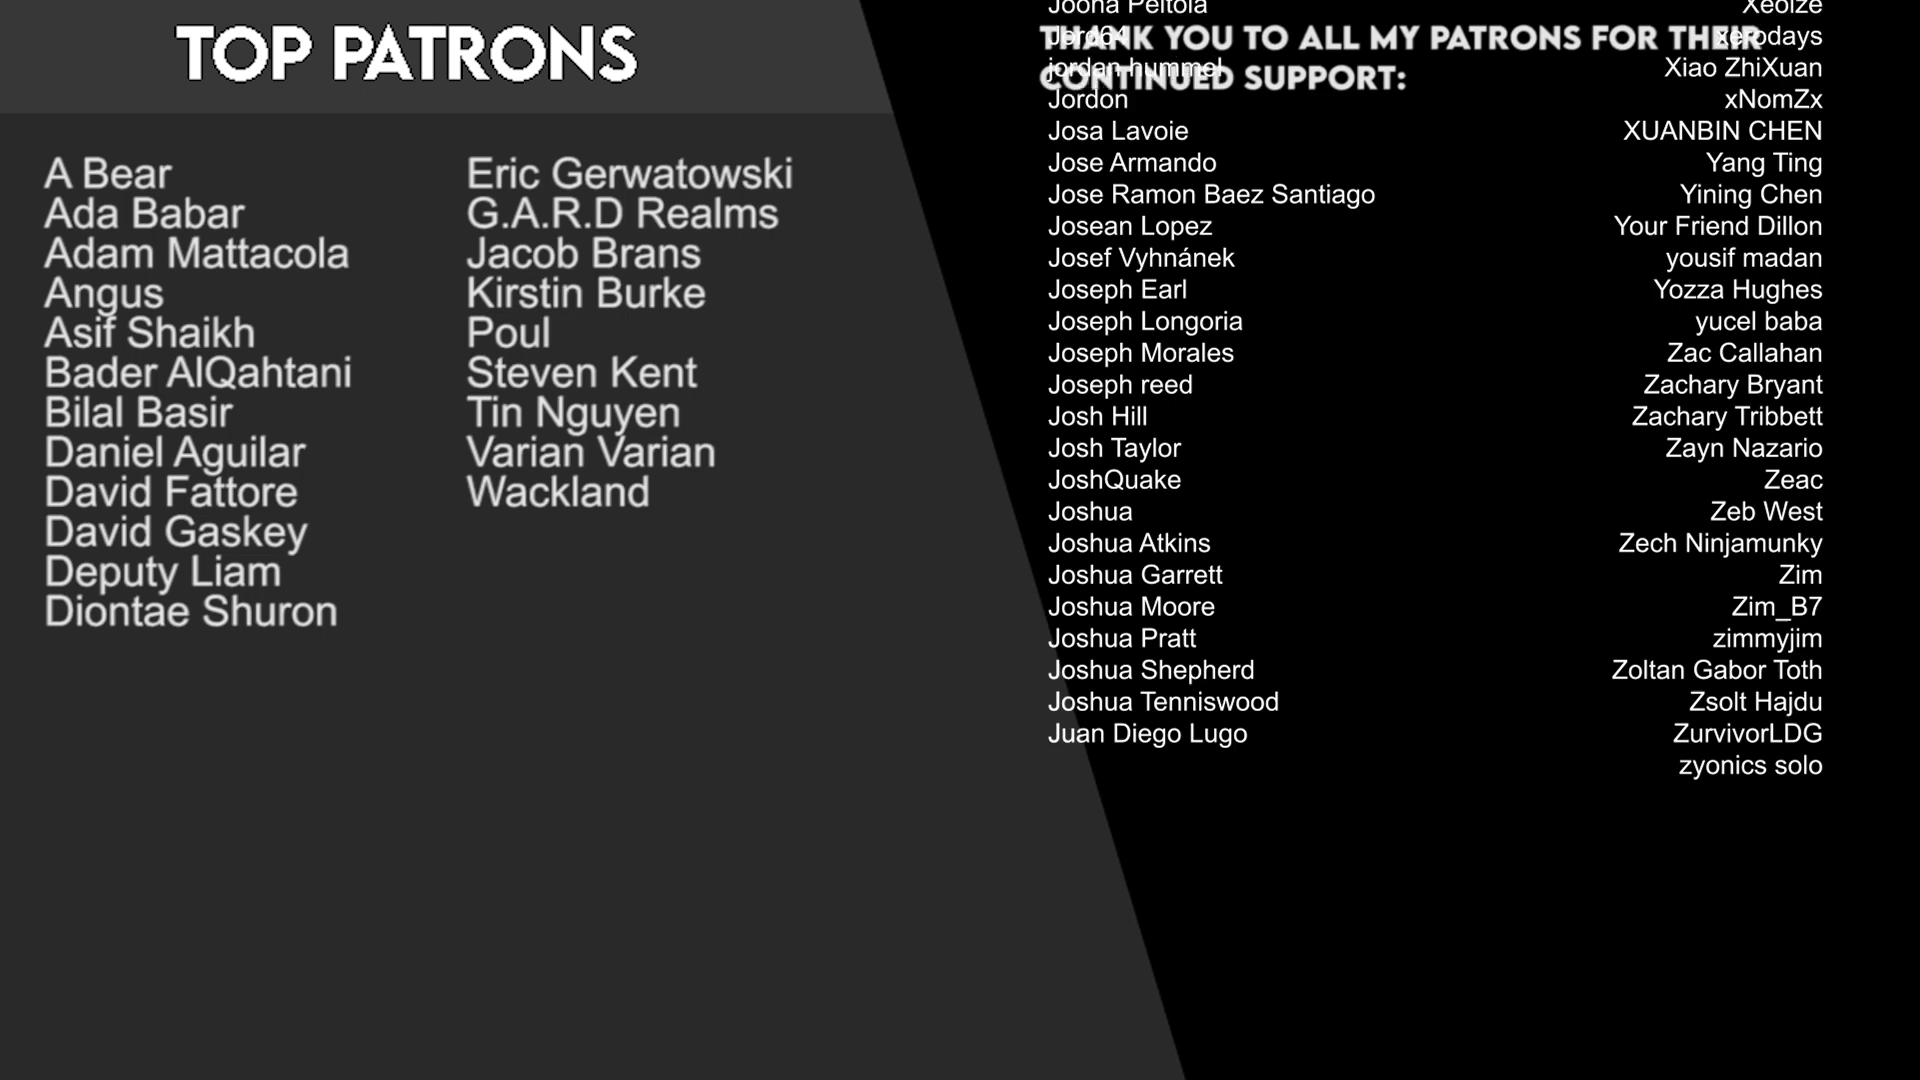 TOP PATRONS
A Bear
Ada Babar
Adam Mattacola
Angus
Asif Shaikh
Bader AlQahtani
Bilal Basir
Daniel Aguilar
David Fattore
David Gaskey
Deputy Liam
Diontae Shuron
Eric Gerwatowski
G.A.R.D Realms
Jacob Brans
Kirstin Burke
Poul
Steven Kent
Tin Nguyen
Varian Varian
Wackland
THANK YOU TO ALL MY PATRONS FOR THEIR
CONTINUED SUPPORT:
Joona Peltola
Jord64
jordan hummel
Jordon
Josa Lavoie
Jose Armando
Jose Ramon Baez Santiago
Josean Lopez
Josef Vyhnánek
Joseph Earl
Joseph Longoria
Joseph Morales
Joseph reed
Josh Hill
Josh Taylor
JoshQuake
Joshua
Joshua Atkins
Joshua Garrett
Joshua Moore
Joshua Pratt
Joshua Shepherd
Joshua Tenniswood
Juan Diego Lugo
Xeolze
xerodays
Xiao ZhiXuan
xNomZx
XUANBIN CHEN
Yang Ting
Yining Chen
Your Friend Dillon
yousif madan
Yozza Hughes
yucel baba
Zac Callahan
Zachary Bryant
Zachary Tribbett
Zayn Nazario
Zeac
Zeb West
Zech Ninjamunky
Zim
Zim_B7
zimmyjim
Zoltan Gabor Toth
Zsolt Hajdu
ZurvivorLDG
zyonics solo